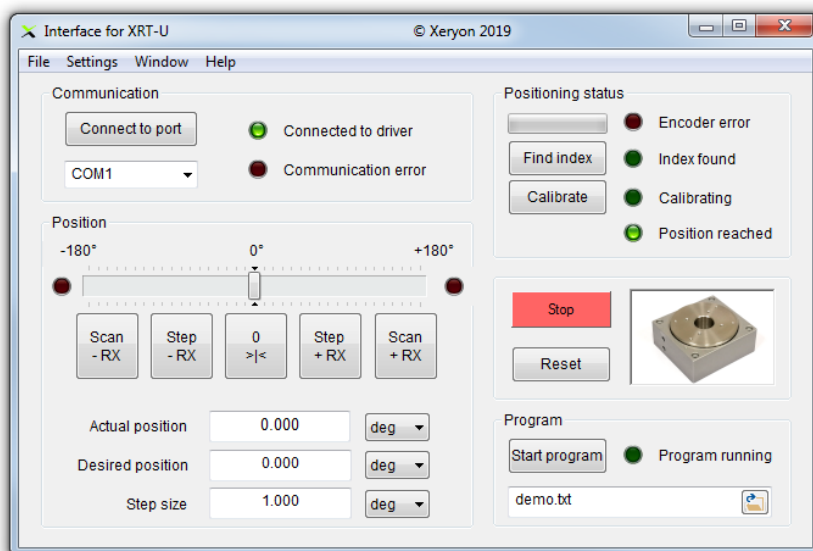 Interface for XRT-U
© Xeryon 2019
File Settings Window Help
Communication
Connect to port
Connected to driver
COM1
Communication error
Positioning status
Encoder error
Find index
Index found
Calibrate
Calibrating
Position reached
Position
-180°
0°
+180°
Scan
- RX
Step
- RX
0
>|<
Step
+ RX
Scan
+ RX
Actual position
0.000
deg
Desired position
0.000
deg
Step size
1.000
deg
Stop
Reset
Program
Start program
Program running
demo.txt